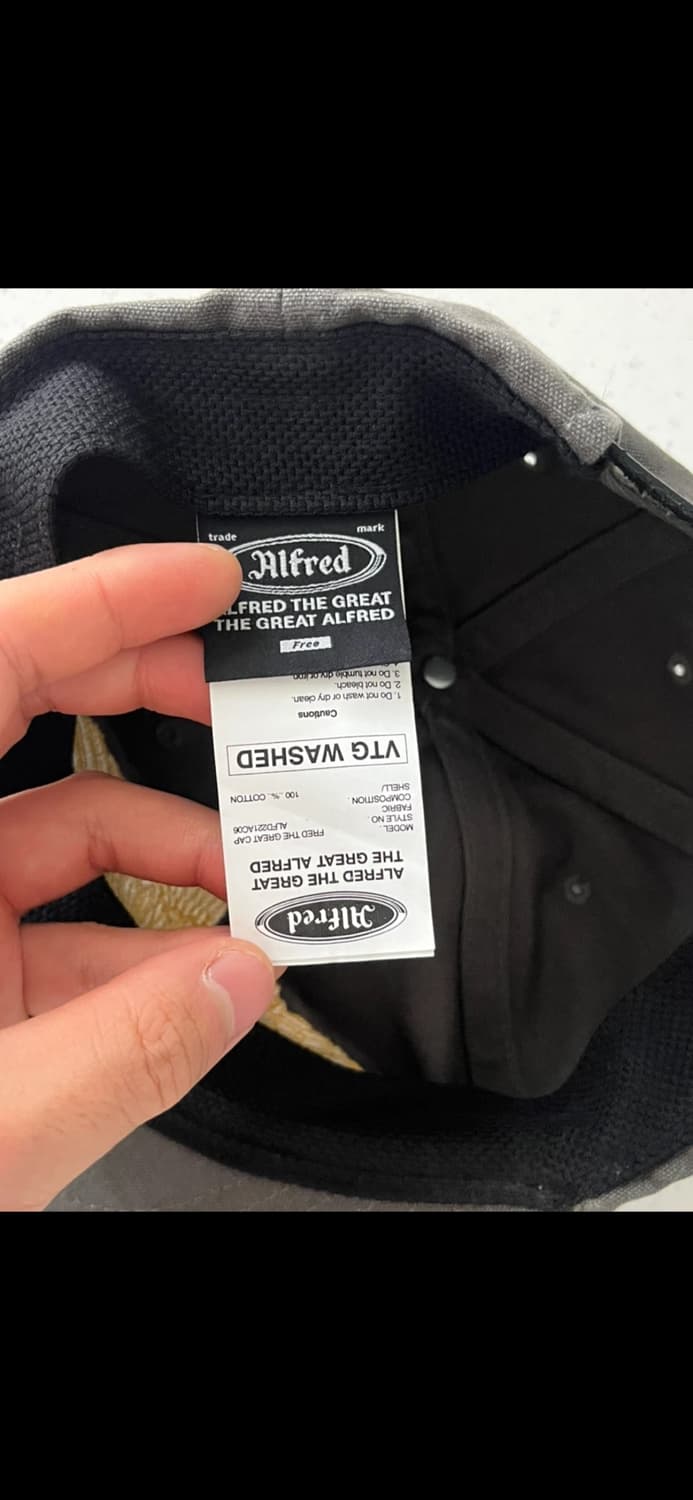 trade mark
Alfred
LFRED THE GREAT
THE GREAT ALFRED
Free
Alfred
ALFRED THE GREAT
THE GREAT ALFRED
MODEL.. FRED THE GREAT CAP
STYLE NO. ALFD221AC06
FABRIC
COMPOSITION. 100..%.. COTTON
SHELL/
VTG WASHED
Cautions
1. Do not wash or dry clean.
2. Do not bleach.
3. Do not tumble dry or iron